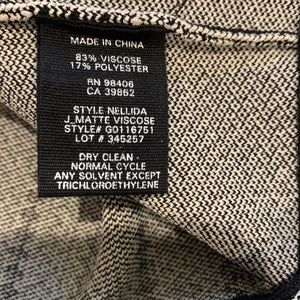 MADE IN CHINA
83% VISCOSE
17% POLYESTER
RN 98406
CA 39862
STYLE NELLIDA
J_MATTE VISCOSE
STYLE# G0116751
LOT # 345257
DRY CLEAN -
NORMAL CYCLE
ANY SOLVENT EXCEPT
TRICHLOROETHYLENE